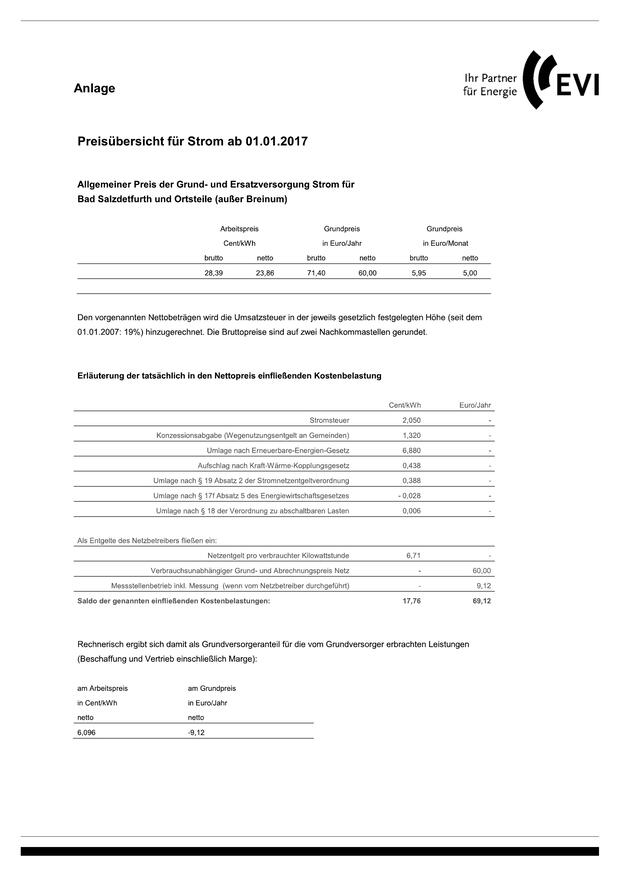 Anlage
Ihr Partner
für Energie
EVI
Preisübersicht für Strom ab 01.01.2017
Allgemeiner Preis der Grund- und Ersatzversorgung Strom für
Bad Salzdetfurth und Ortsteile (außer Breinum)
Arbeitspreis Grundpreis Grundpreis
Cent/kWh in Euro/Jahr in Euro/Monat
brutto netto brutto netto brutto netto
28,39 23,86 71,40 60,00 5,95 5,00
Den vorgenannten Nettobeträgen wird die Umsatzsteuer in der jeweils gesetzlich festgelegten Höhe (seit dem
01.01.2007: 19%) hinzugerechnet. Die Bruttopreise sind auf zwei Nachkommastellen gerundet.
Erläuterung der tatsächlich in den Nettopreis einfließenden Kostenbelastung
Cent/kWh Euro/Jahr
Stromsteuer 2,050 -
Konzessionsabgabe (Wegenutzungsentgelt an Gemeinden) 1,320 -
Umlage nach Erneuerbare-Energien-Gesetz 6,880 -
Aufschlag nach Kraft-Wärme-Kopplungsgesetz 0,438 -
Umlage nach § 19 Absatz 2 der Stromnetzentgeltverordnung 0,388 -
Umlage nach § 17f Absatz 5 des Energiewirtschaftsgesetzes - 0,028 -
Umlage nach § 18 der Verordnung zu abschaltbaren Lasten 0,006 -
Als Entgelte des Netzbetreibers fließen ein:
Netzentgelt pro verbrauchter Kilowattstunde 6,71 -
Verbrauchsunabhängiger Grund- und Abrechnungspreis Netz - 60,00
Messstellenbetrieb inkl. Messung (wenn vom Netzbetreiber durchgeführt) - 9,12
Saldo der genannten einfließenden Kostenbelastungen: 17,76 69,12
Rechnerisch ergibt sich damit als Grundversorgeranteil für die vom Grundversorger erbrachten Leistungen
(Beschaffung und Vertrieb einschließlich Marge):
am Arbeitspreis am Grundpreis
in Cent/kWh in Euro/Jahr
netto netto
6,096 -9,12